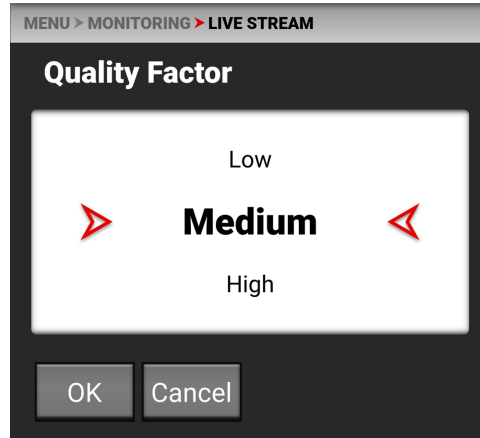 MENU > MONITORING > LIVE STREAM
Quality Factor
Low
Medium
High
OK Cancel